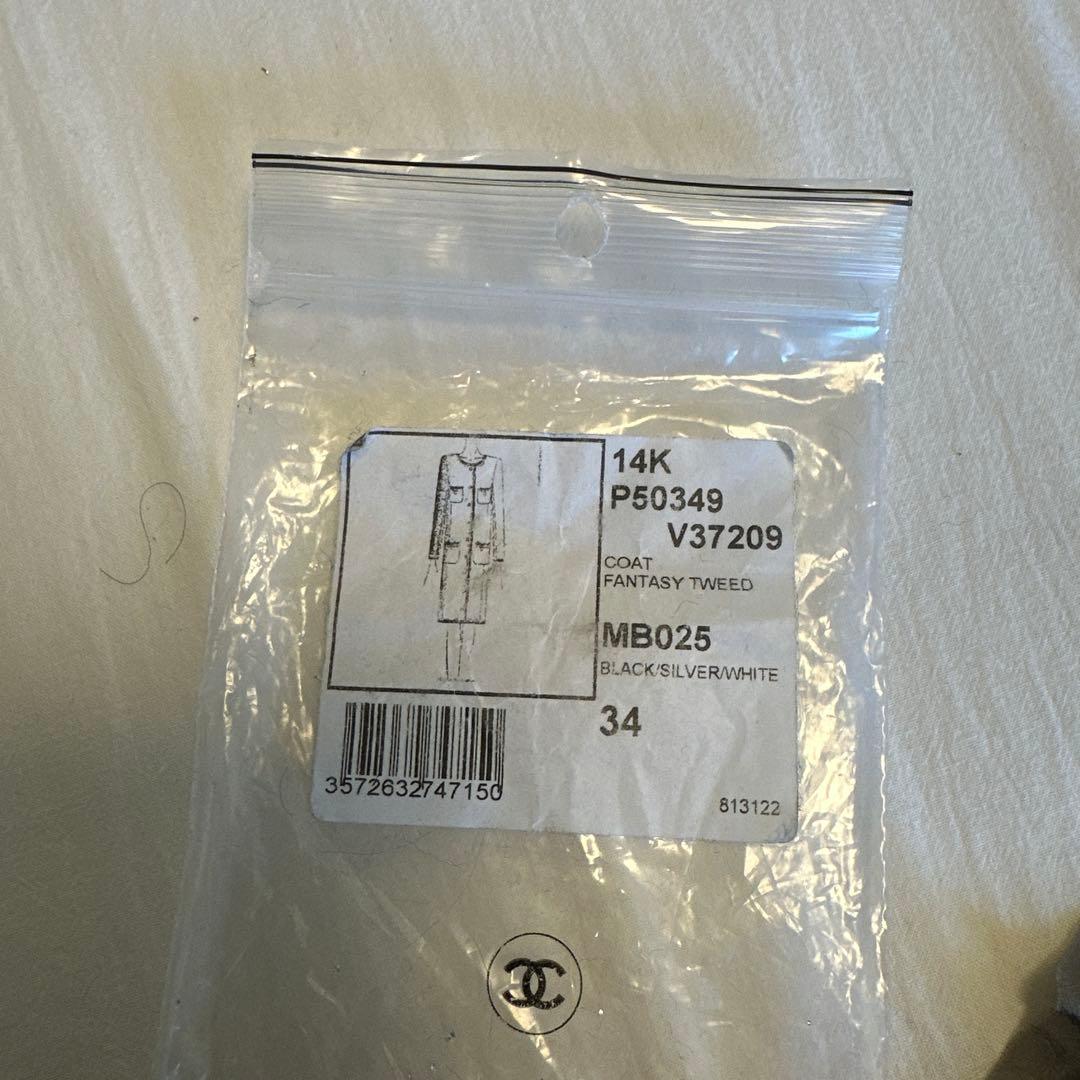 14K
P50349
V37209
COAT
FANTASY TWEED
MB025
BLACK/SILVER/WHITE
34
3572632747150
813122